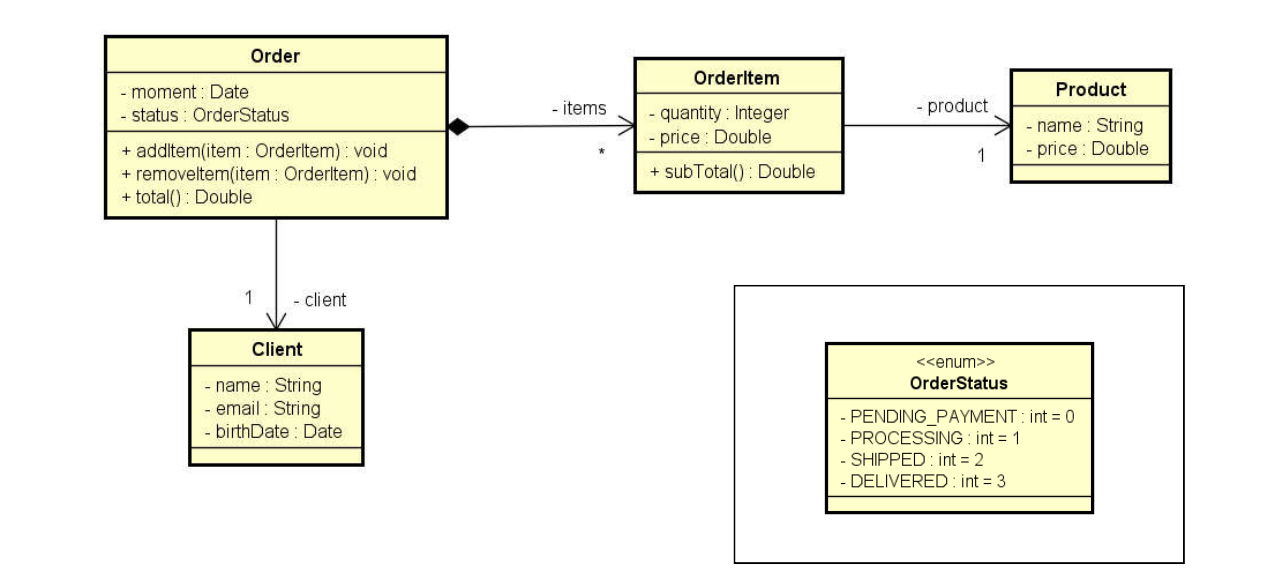 Order
- moment : Date
- status : OrderStatus
+ addItem(item : OrderItem) : void
+ removeItem(item : OrderItem) : void
+ total() : Double
- items
*
OrderItem
- quantity : Integer
- price : Double
+ subTotal() : Double
- product
1
Product
- name : String
- price : Double
1
- client
Client
- name : String
- email : String
- birthDate : Date
<<enum>>
OrderStatus
- PENDING_PAYMENT : int = 0
- PROCESSING : int = 1
- SHIPPED : int = 2
- DELIVERED : int = 3